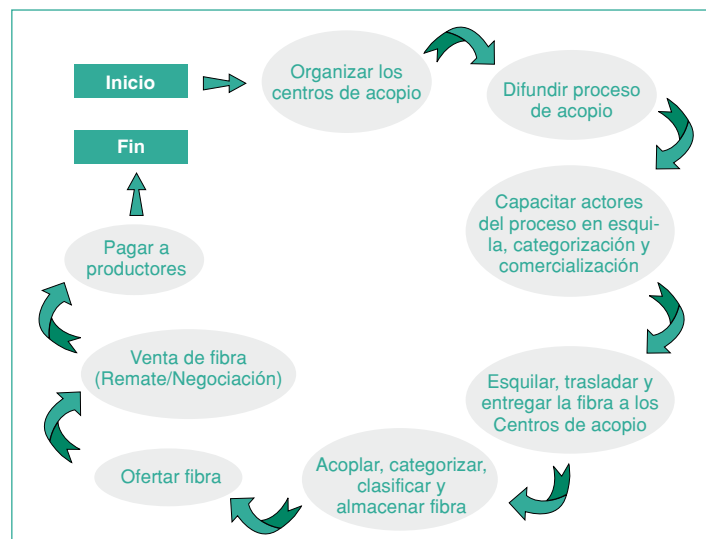 Inicio
Organizar los
centros de acopio
Difundir proceso
de acopio
Capacitar actores
del proceso en esqui-
la, categorización y
comercialización
Esquilar, trasladar y
entregar la fibra a los
Centros de acopio
Acoplar, categorizar,
clasificar y
almacenar fibra
Ofertar fibra
Venta de fibra
(Remate/Negociación)
Pagar a
productores
Fin